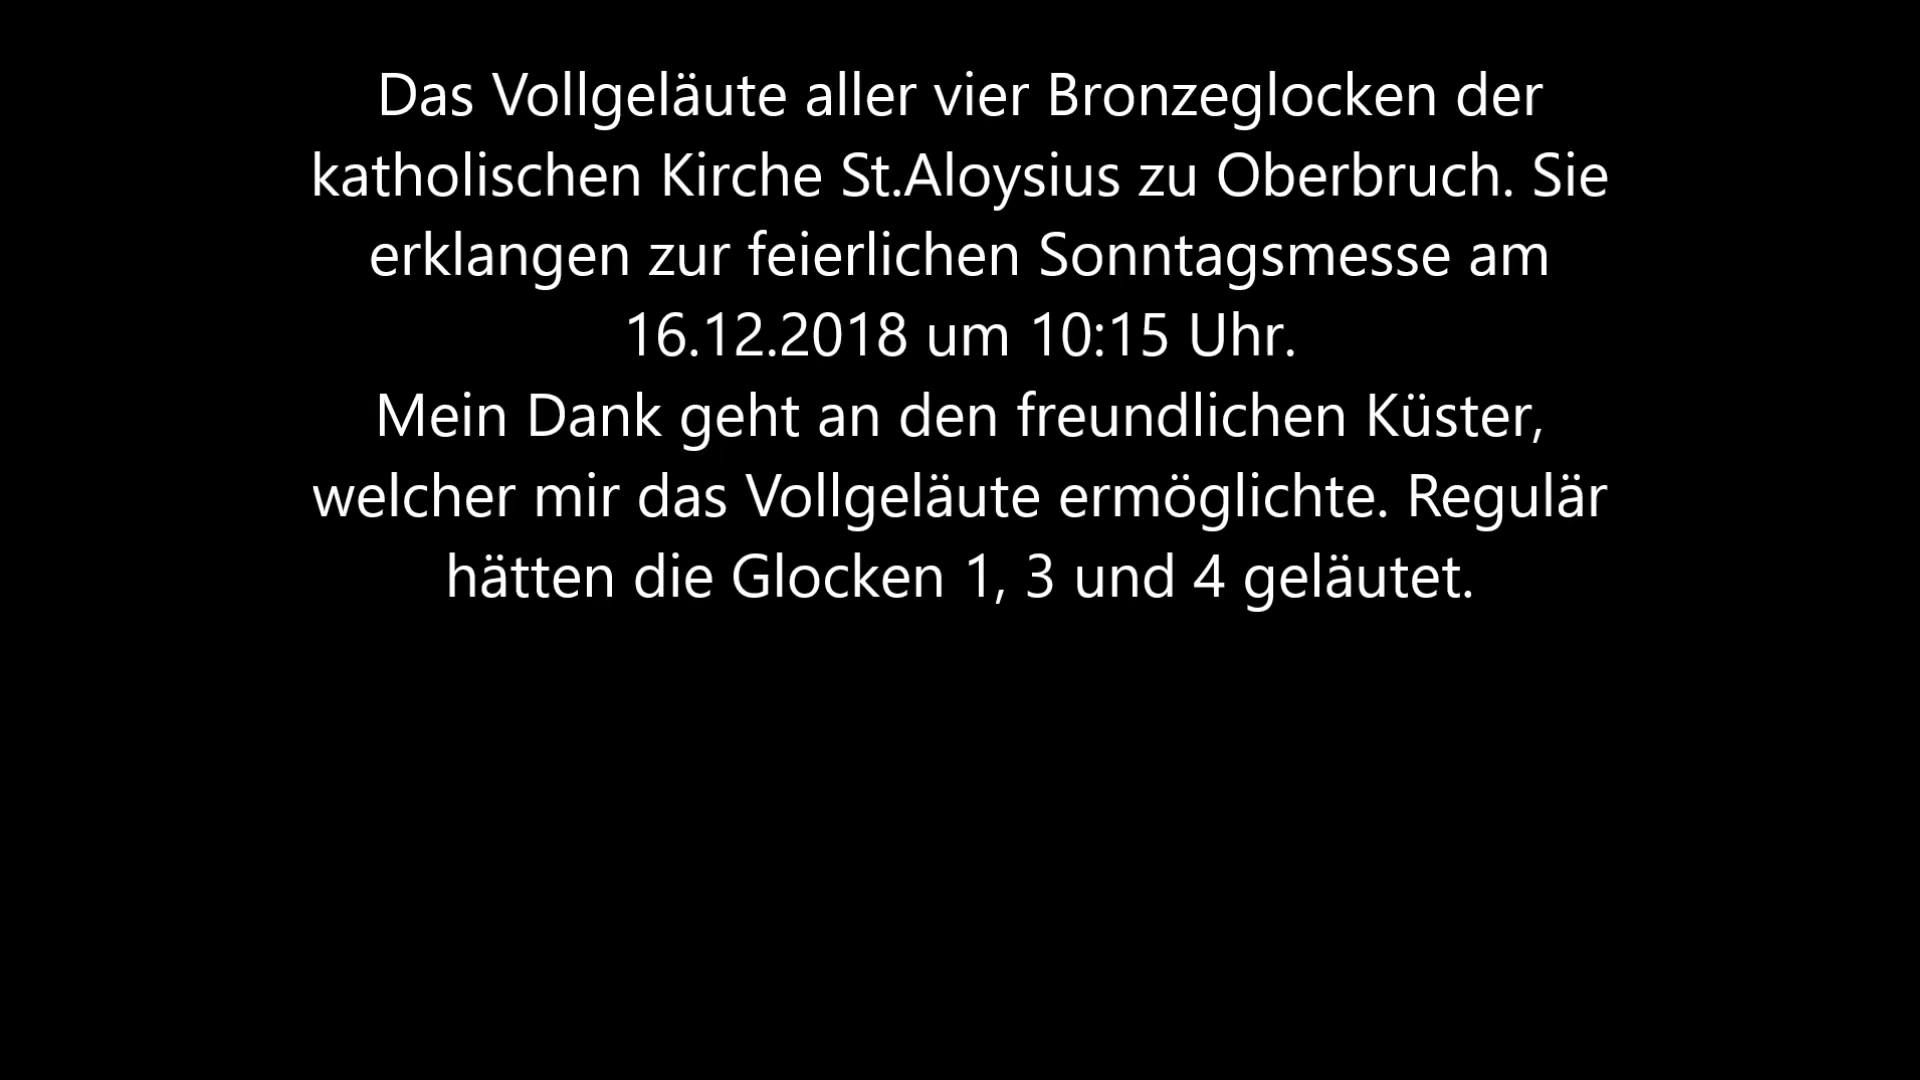 Das Vollgeläute aller vier Bronzeglocken der
katholischen Kirche St.Aloysius zu Oberbruch. Sie
erklangen zur feierlichen Sonntagsmesse am
16.12.2018 um 10:15 Uhr.
Mein Dank geht an den freundlichen Küster,
welcher mir das Vollgeläute ermöglichte. Regulär
hätten die Glocken 1, 3 und 4 geläutet.